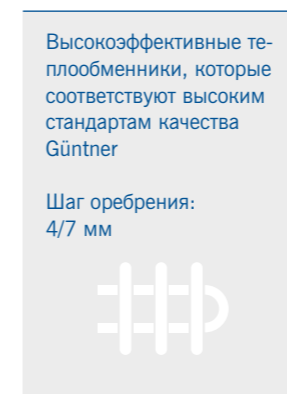 Высокоэффективные те-
плообменники, которые
соответствуют высоким
стандартам качества
Güntner
Шаг оребрения:
4/7 мм